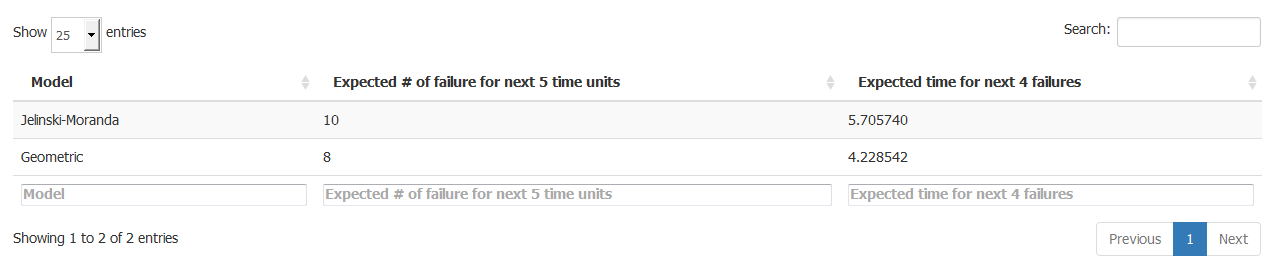 Show 25 entries Search:
Model Expected # of failure for next 5 time units Expected time for next 4 failures
Jelinski-Moranda 10 5.705740
Geometric 8 4.228542
Model Expected # of failure for next 5 time units Expected time for next 4 failures
Showing 1 to 2 of 2 entries Previous 1 Next